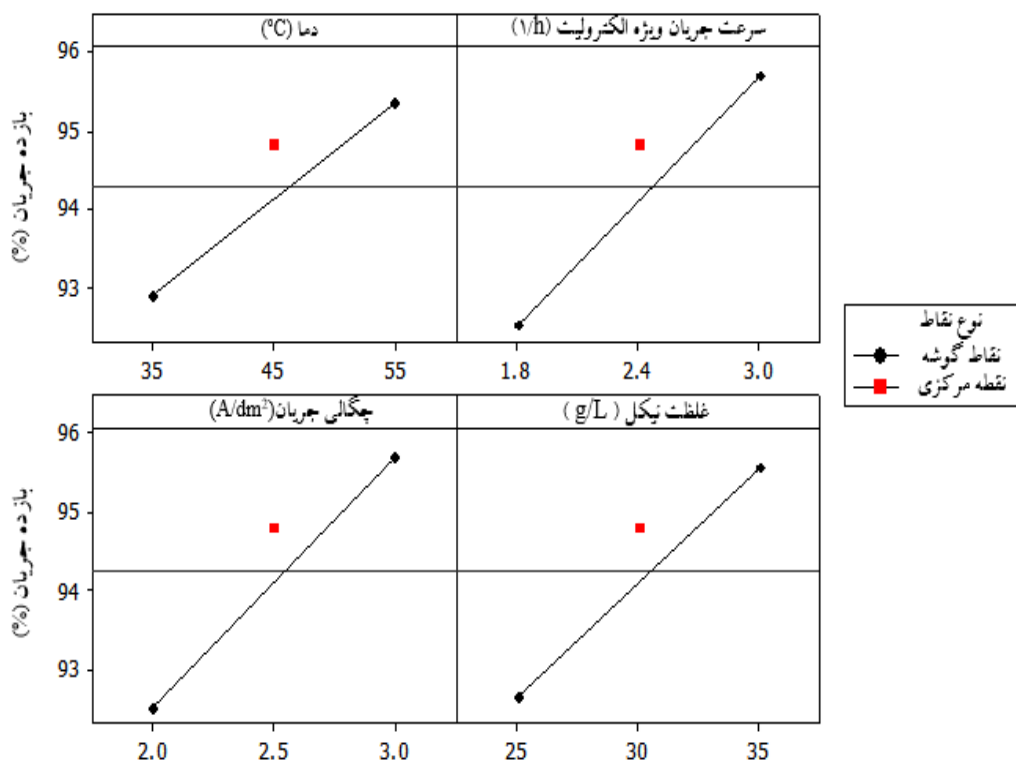 دما (°C)
سرعت جریان ویژه الکترولیت (۱/h)
بازده جریان (%)
96
95
94
93
35 45 55
1.8 2.4 3.0
نوع نقاط
نقاط گوشه
نقطه مرکزی
چگالی جریان(A/dm²)
غلظت نیکل ( g/L )
بازده جریان (%)
96
95
94
93
2.0 2.5 3.0
25 30 35